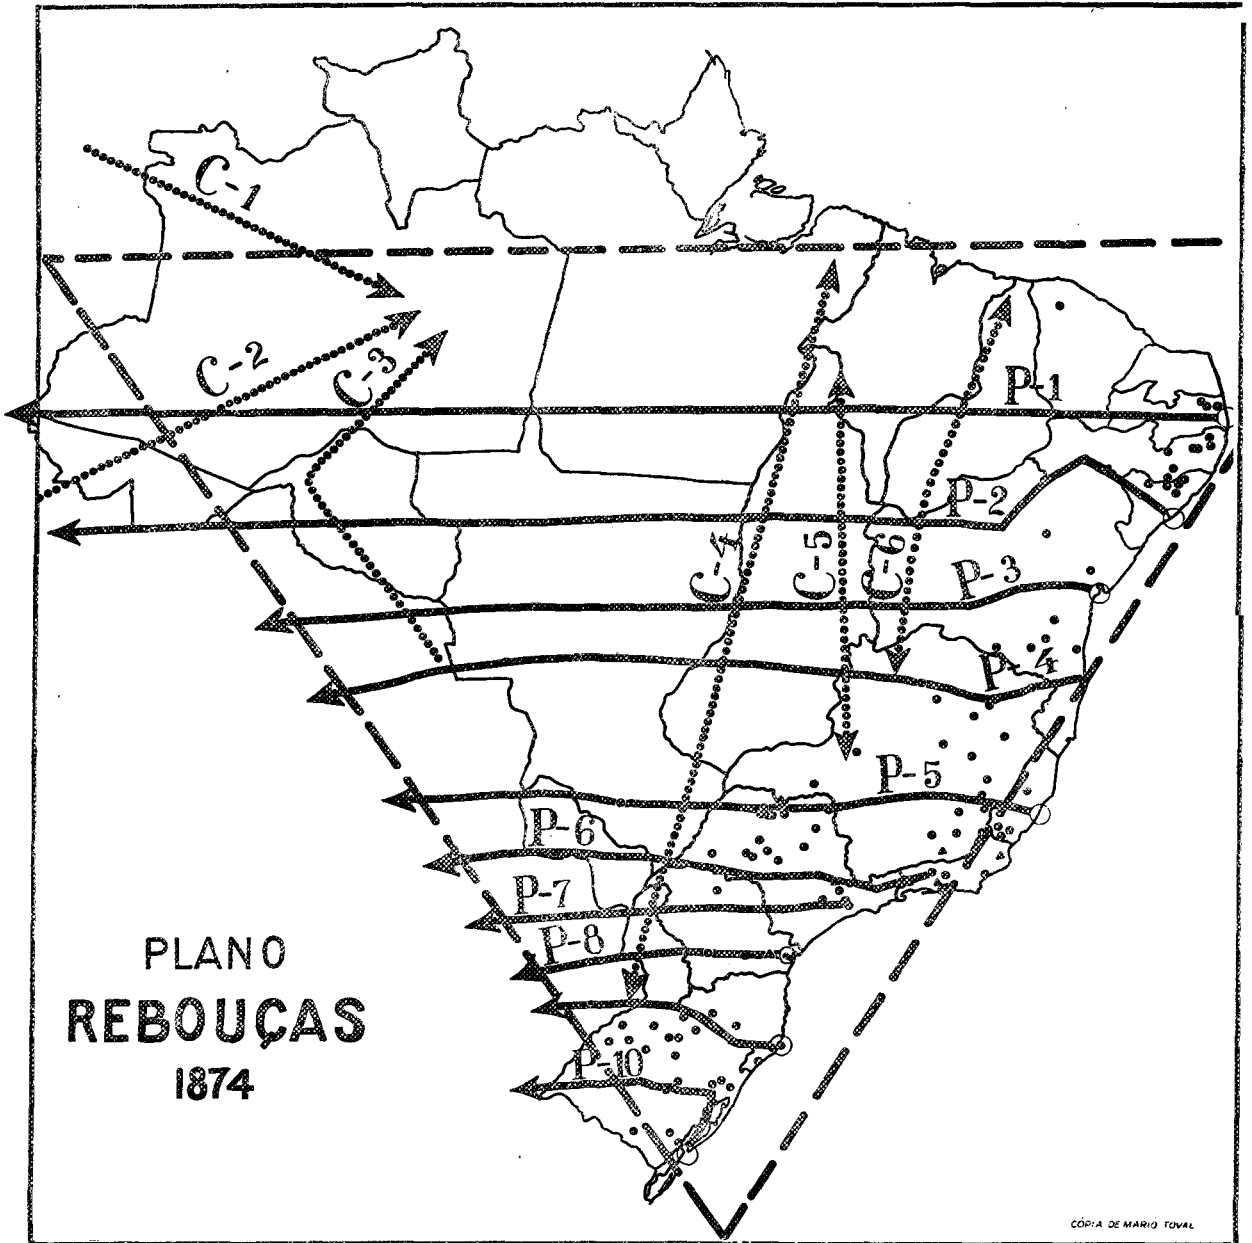 C-1
C-2
C-3
P-1
P-2
C-4
C-5
C-6
P-3
P-4
P-5
P-6
P-7
P-8
P-10
PLANO
REBOUÇAS
1874
CÓPIA DE MARIO TOVAL